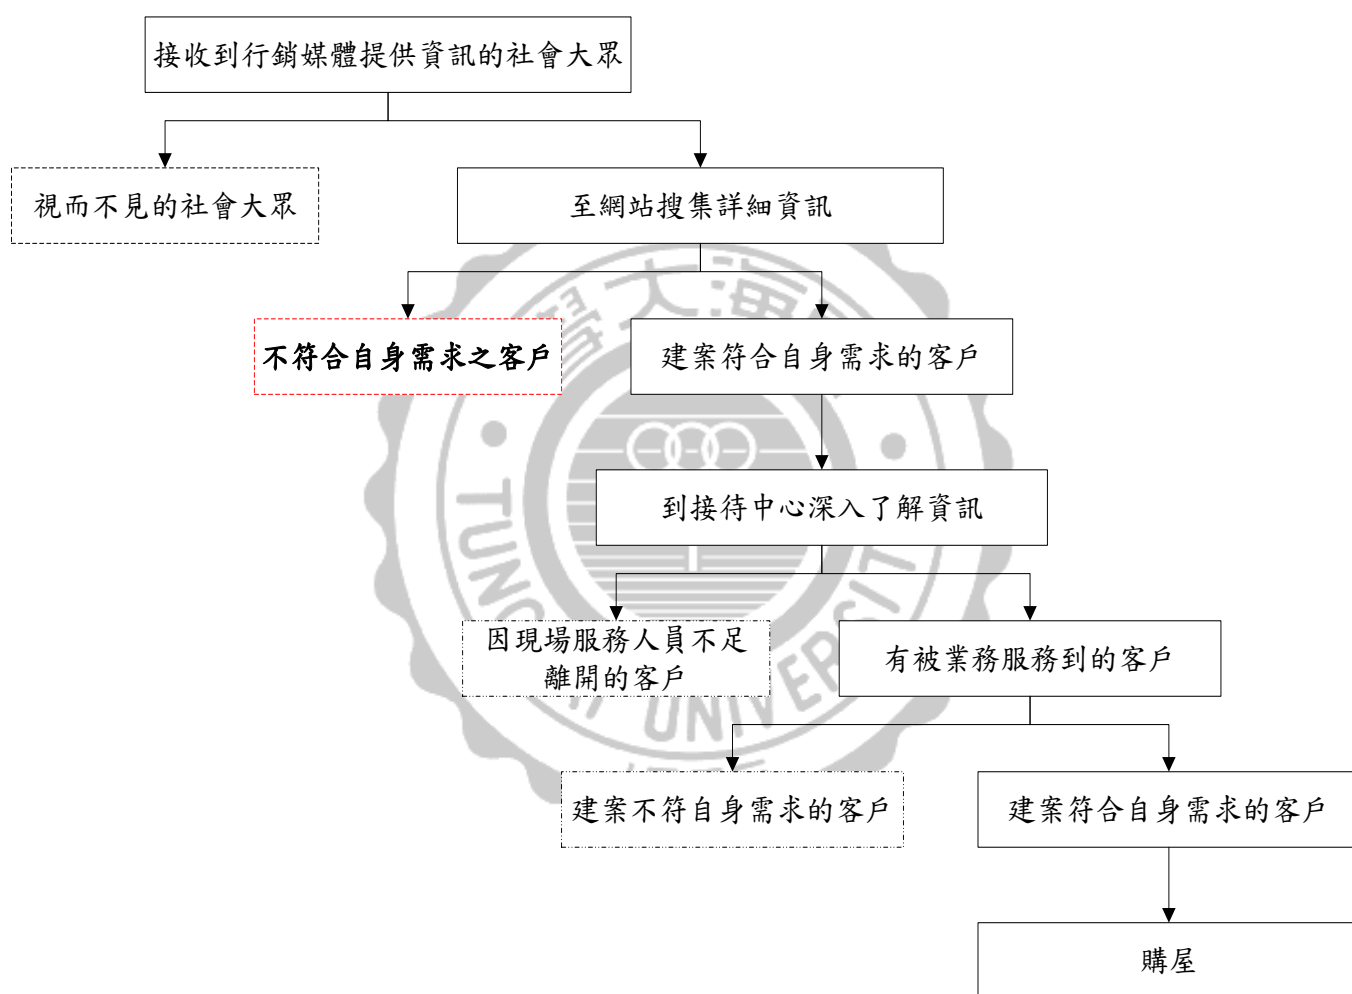 接收到行銷媒體提供資訊的社會大眾
視而不見的社會大眾
至網站搜集詳細資訊
不符合自身需求之客戶
建案符合自身需求的客戶
到接待中心深入了解資訊
因現場服務人員不足
離開的客戶
有被業務服務到的客戶
建案不符自身需求的客戶
建案符合自身需求的客戶
購屋
學大海
TUNG
UNIVERSIT